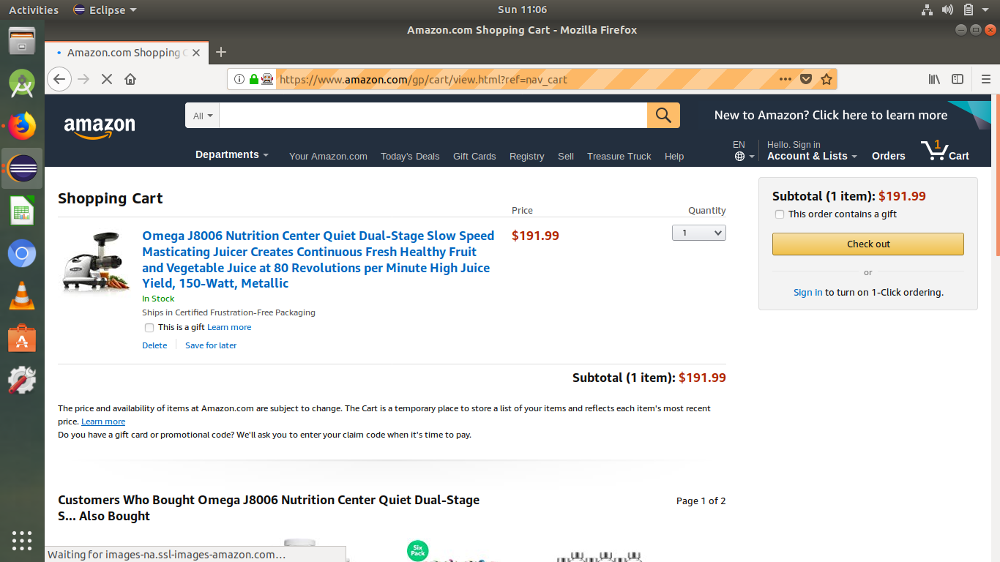 Activities Eclipse Sun 11:06
Amazon.com Shopping Cart - Mozilla Firefox
Amazon.com Shopping C
https://www.amazon.com/gp/cart/view.html?ref=nav_cart
amazon All New to Amazon? Click here to learn more
EN Hello. Sign in 1
Departments Your Amazon.com Today's Deals Gift Cards Registry Sell Treasure Truck Help Account & Lists Orders Cart
Shopping Cart
Price Quantity
Omega J8006 Nutrition Center Quiet Dual-Stage Slow Speed
Masticating Juicer Creates Continuous Fresh Healthy Fruit
and Vegetable Juice at 80 Revolutions per Minute High Juice
Yield, 150-Watt, Metallic
$191.99 1
In Stock
Ships in Certified Frustration-Free Packaging
This is a gift Learn more
Delete Save for later
Subtotal (1 item): $191.99
Subtotal (1 item): $191.99
This order contains a gift
Check out
or
Sign in to turn on 1-Click ordering.
The price and availability of items at Amazon.com are subject to change. The Cart is a temporary place to store a list of your items and reflects each item's most recent
price. Learn more
Do you have a gift card or promotional code? We'll ask you to enter your claim code when it's time to pay.
Customers Who Bought Omega J8006 Nutrition Center Quiet Dual-Stage
S... Also Bought
Page 1 of 2
Six
Pack
Waiting for images-na.ssl-images-amazon.com…